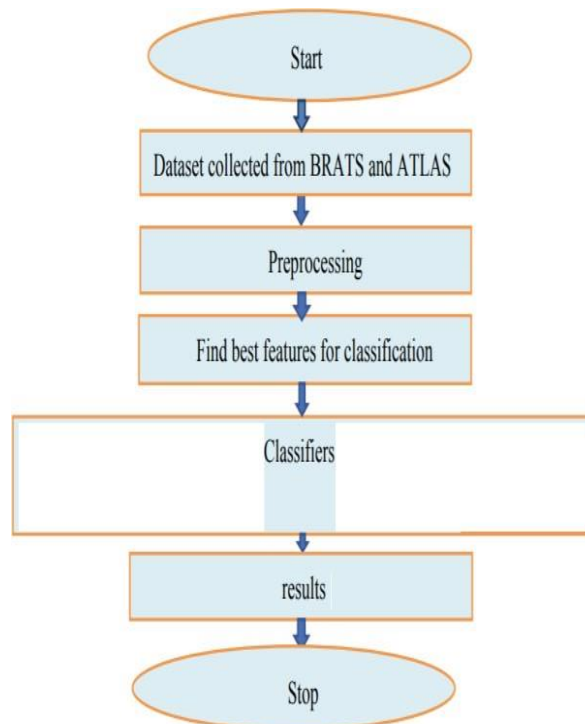 Start
Dataset collected from BRATS and ATLAS
Preprocessing
Find best features for classification
Classifiers
results
Stop